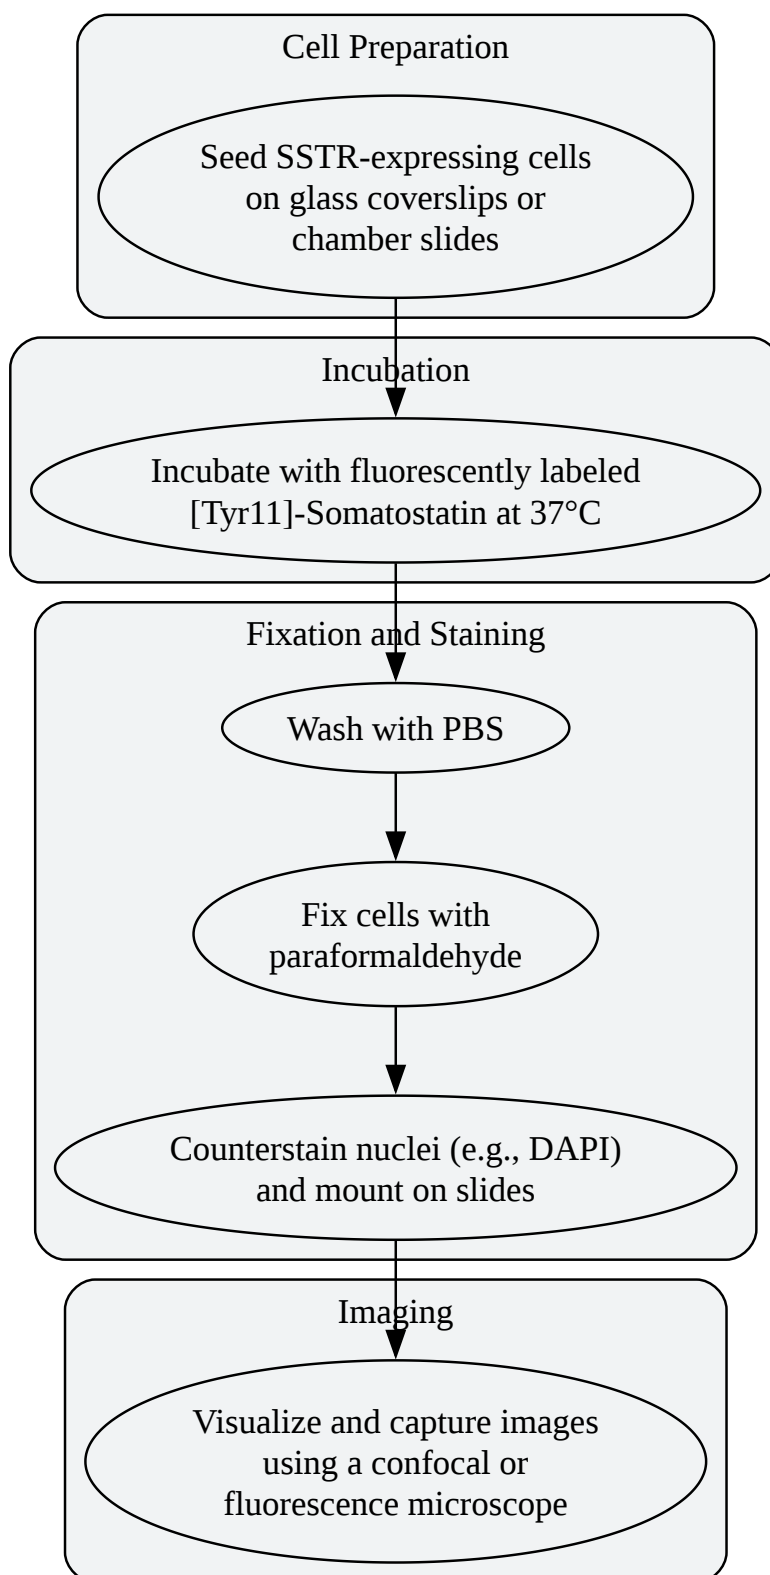 Cell Preparation
Seed SSTR-expressing cells
on glass coverslips or
chamber slides
Incubation
Incubate with fluorescently labeled
[Tyr11]-Somatostatin at 37°C
Fixation and Staining
Wash with PBS
Fix cells with
paraformaldehyde
Counterstain nuclei (e.g., DAPI)
and mount on slides
Imaging
Visualize and capture images
using a confocal or
fluorescence microscope